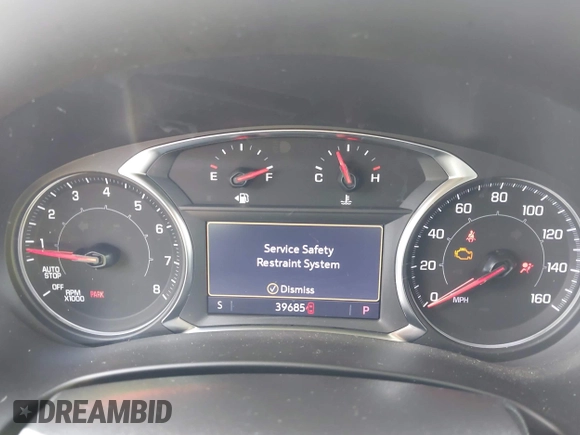 E F C H
1 2 3 4 5 6 7 8
AUTO
STOP
OFF
RPM
X1000
PARK
Service Safety
Restraint System
Dismiss
S 39685 P
0 20 40 60 80 100 120 140 160
MPH
DREAMBID